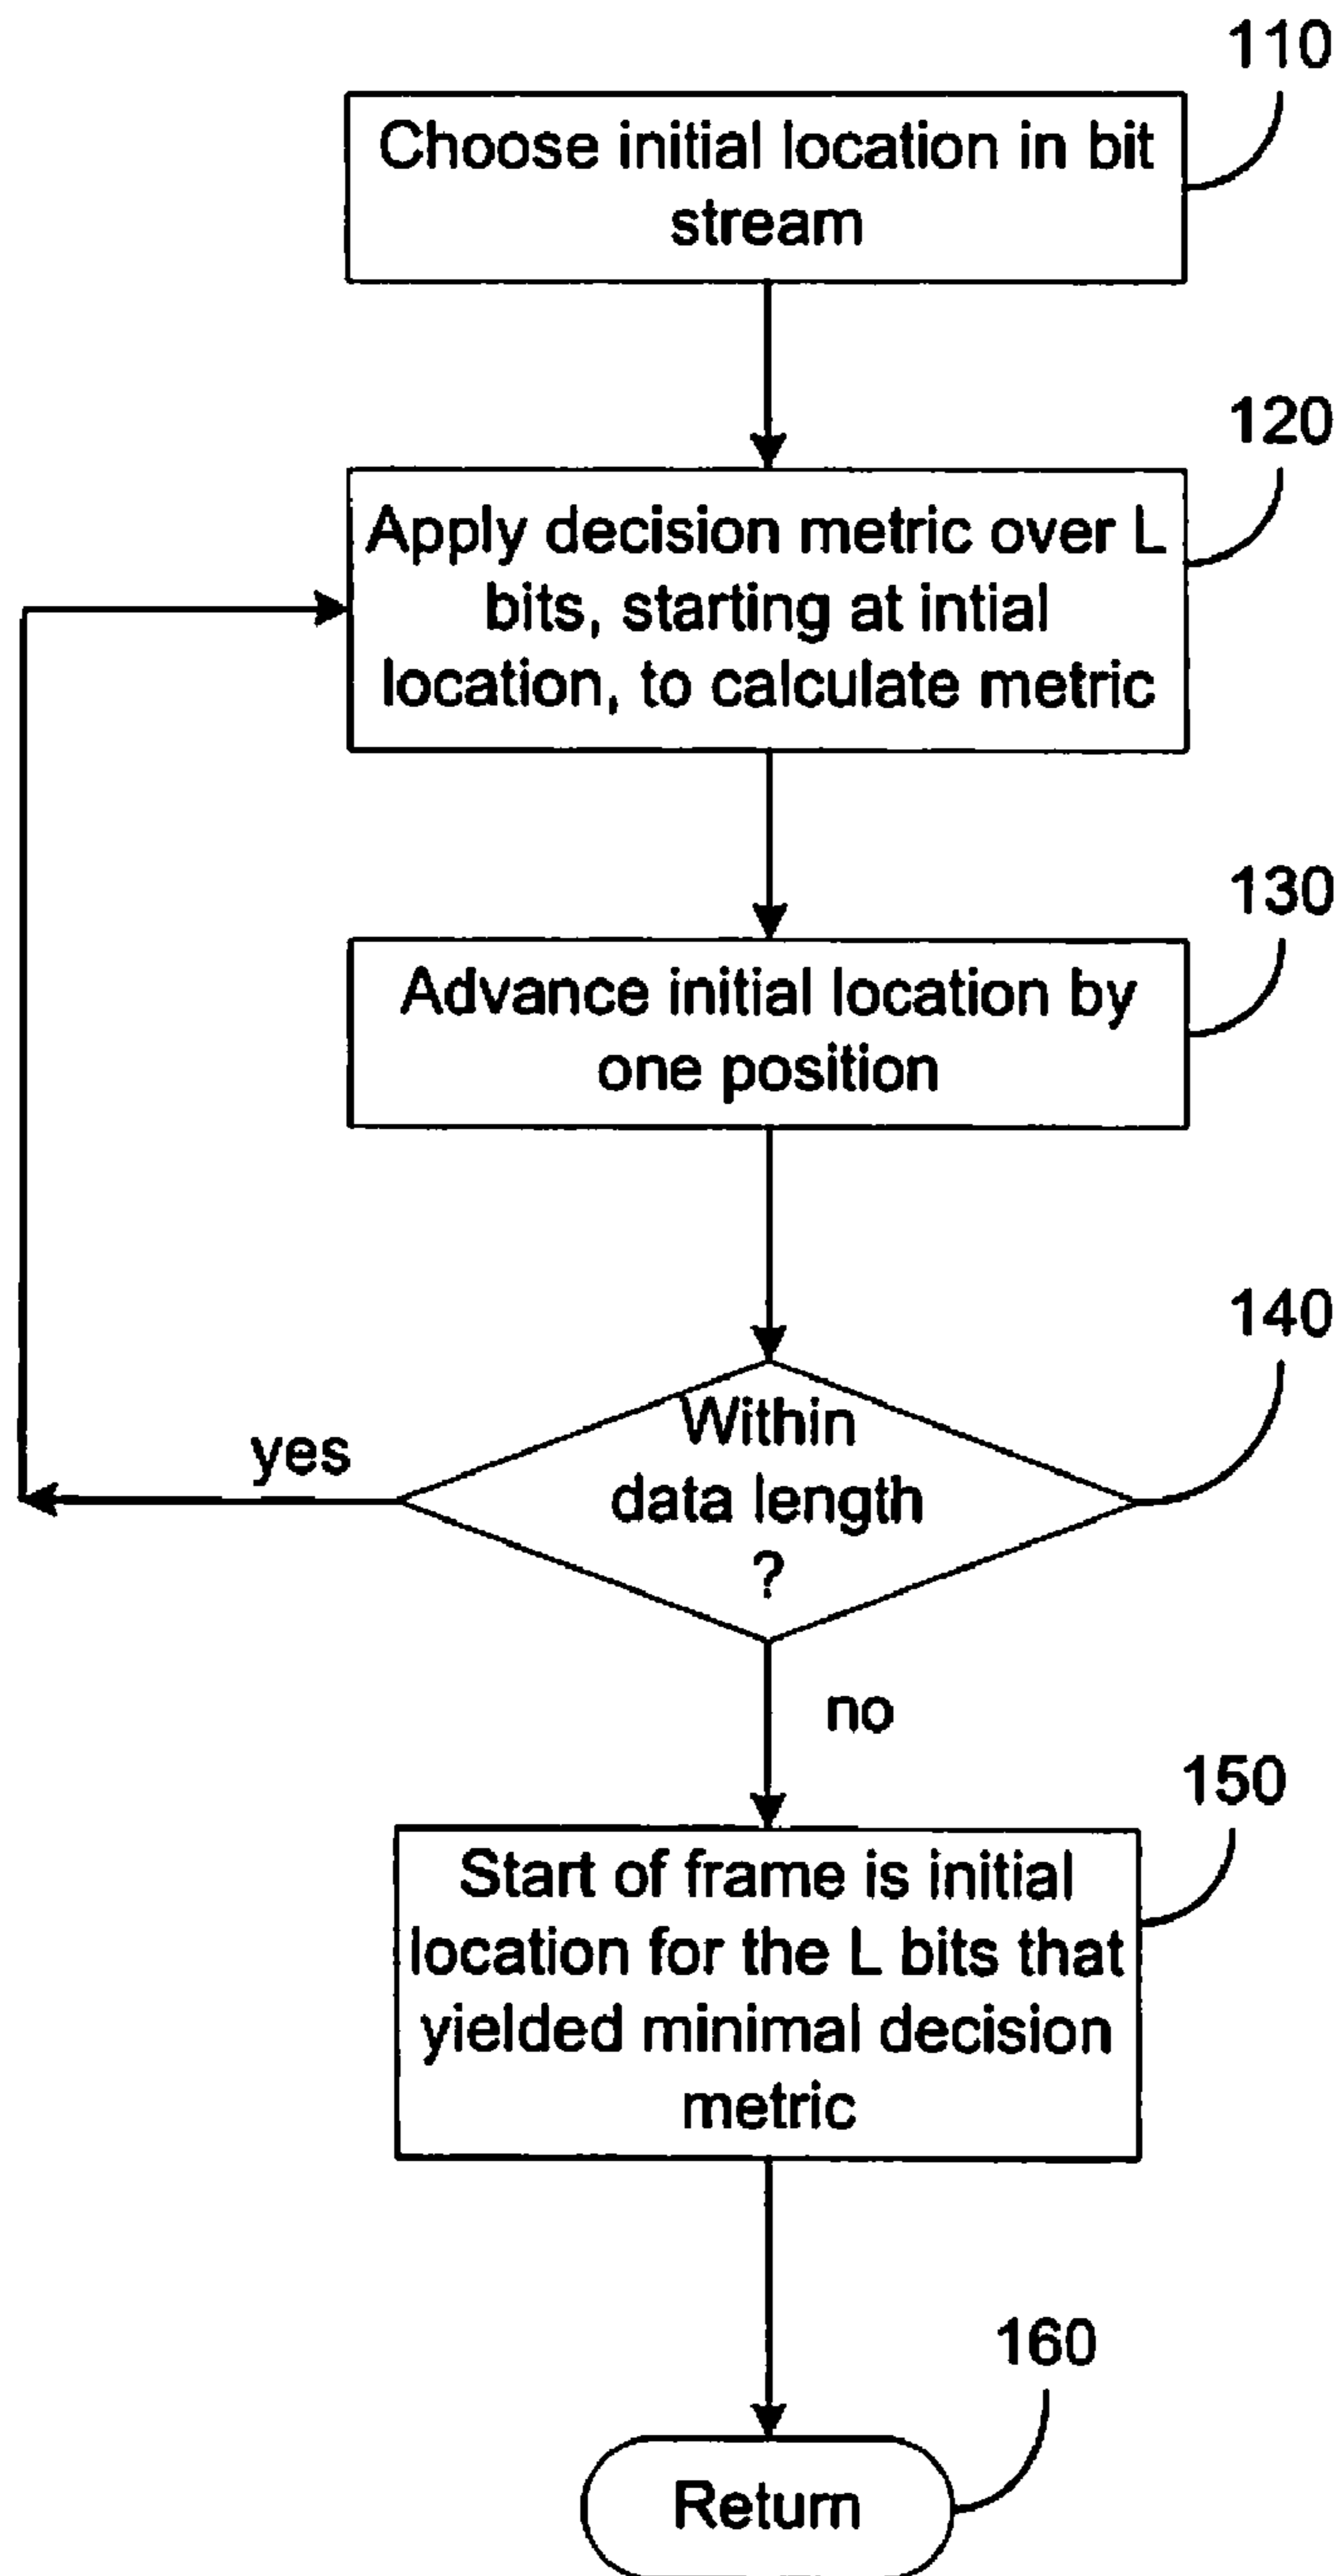 110
Choose initial location in bit
stream
120
Apply decision metric over L
bits, starting at intial
location, to calculate metric
130
Advance initial location by
one position
140
Within
data length
?
yes
no
150
Start of frame is initial
location for the L bits that
yielded minimal decision
metric
160
Return